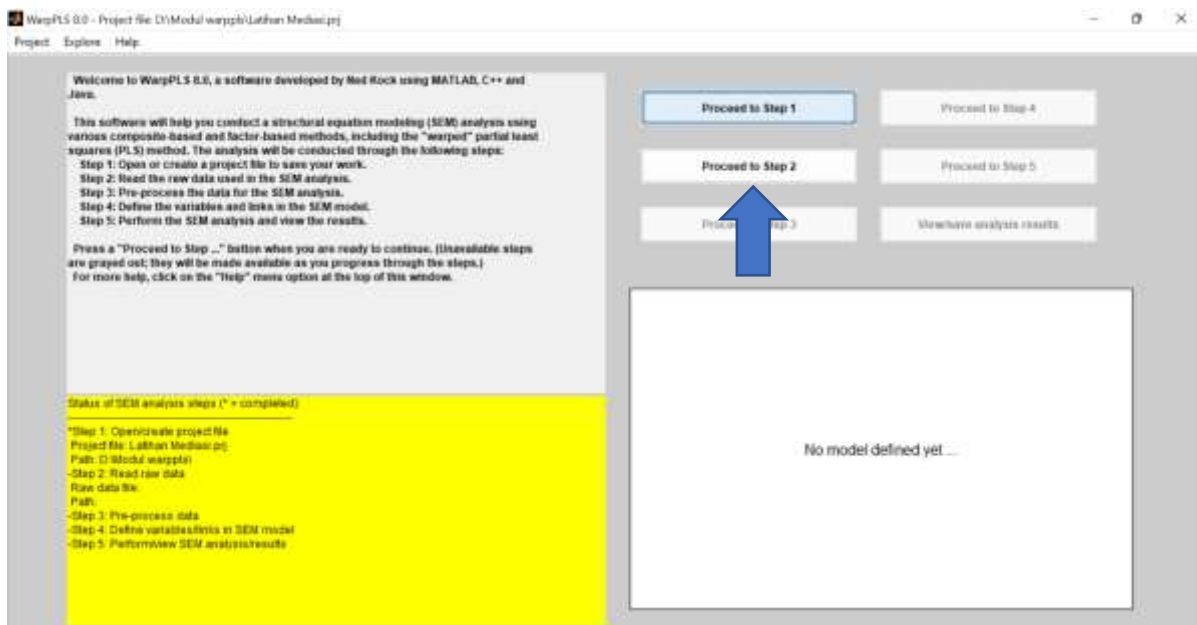 WarpPLS 8.0 - Project file: D:\Modul warppls\Latihan Mediasi.prj
Project Explore Help
Welcome to WarpPLS 8.0, a software developed by Ned Kock using MATLAB, C++ and
Java.
This software will help you conduct a structural equation modeling (SEM) analysis using
various composite-based and factor-based methods, including the "warped" partial least
squares (PLS) method. The analysis will be conducted through the following steps:
Step 1: Open or create a project file to save your work.
Step 2: Read the raw data used in the SEM analysis.
Step 3: Pre-process the data for the SEM analysis.
Step 4: Define the variables and links in the SEM model.
Step 5: Perform the SEM analysis and view the results.
Press a "Proceed to Step ..." button when you are ready to continue. (Unavailable steps
are grayed out; they will be made available as you progress through the steps.)
For more help, click on the "Help" menu option at the top of this window.
Proceed to Step 1
Proceed to Step 4
Proceed to Step 2
Proceed to Step 5
Step 3
View/save analysis results
Status of SEM analysis steps (* = completed)
*Step 1: Open/create project file
Project file: Latihan Mediasi.prj
Path: D:\Modul warppls\
-Step 2: Read raw data
Raw data file:
Path:
-Step 3: Pre-process data
-Step 4: Define variables/links in SEM model
-Step 5: Perform/view SEM analysis/results
No model defined yet ...